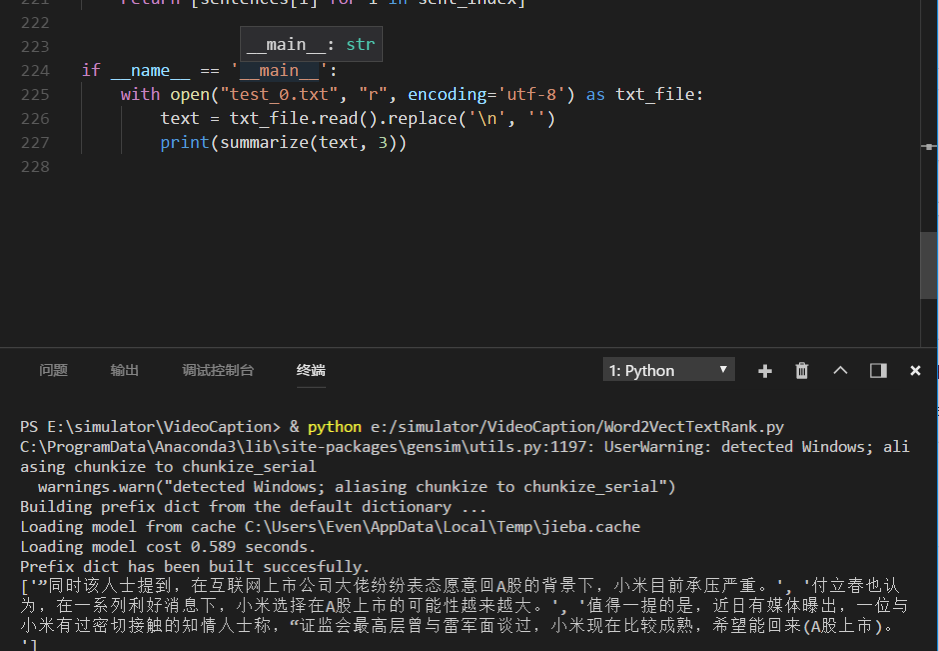 221 return [sentences[i] for i in sent_index]
222
223
__main__: str
224 if __name__ == '__main__':
225 with open("test_0.txt", "r", encoding='utf-8') as txt_file:
226 text = txt_file.read().replace('\n', '')
227 print(summarize(text, 3))
228
问题 输出 调试控制台 终端 1: Python
PS E:\simulator\VideoCaption> & python e:/simulator/VideoCaption/Word2VectTextRank.py
C:\ProgramData\Anaconda3\lib\site-packages\gensim\utils.py:1197: UserWarning: detected Windows; ali
asing chunkize to chunkize_serial
warnings.warn("detected Windows; aliasing chunkize to chunkize_serial")
Building prefix dict from the default dictionary ...
Loading model from cache C:\Users\Even\AppData\Local\Temp\jieba.cache
Loading model cost 0.589 seconds.
Prefix dict has been built succesfully.
['”同时该人士提到，在互联网上市公司大佬纷纷表态愿意回A股的背景下，小米目前承压严重。', '付立春也认
为，在一系列利好消息下，小米选择在A股上市的可能性越来越大。', '值得一提的是，近日有媒体曝出，一位与
小米有过密切接触的知情人士称，“证监会最高层曾与雷军面谈过，小米现在比较成熟，希望能回来(A股上市)。
']